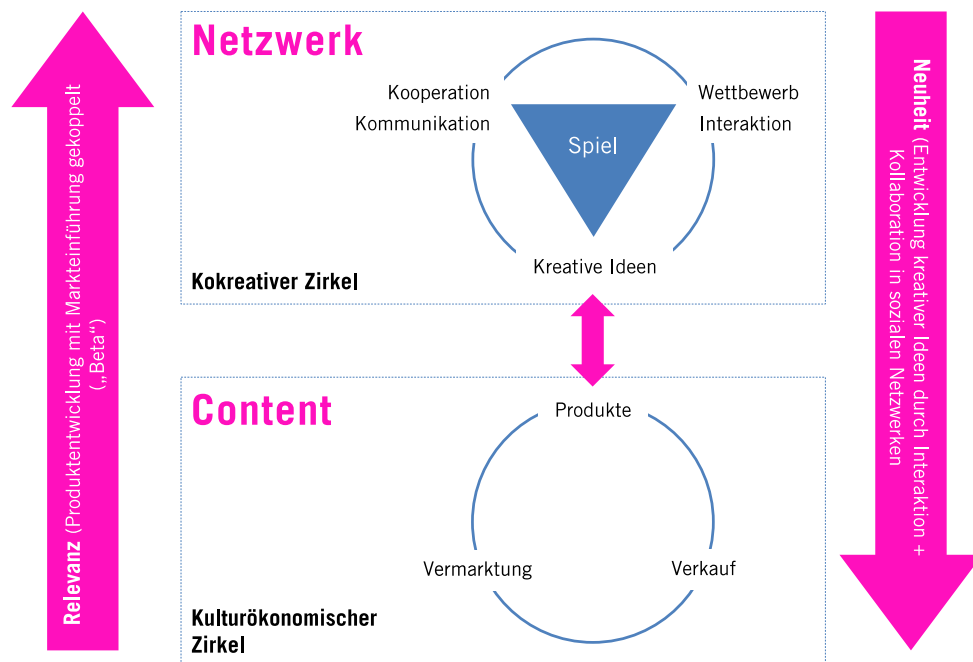 Relevanz (Produktentwicklung mit Markteinführung gekoppelt
(„Beta“)
Netzwerk
Kooperation
Kommunikation
Wettbewerb
Interaktion
Spiel
Kreative Ideen
Kokreativer Zirkel
Content
Produkte
Vermarktung
Verkauf
Kulturökonomischer
Zirkel
Neuheit (Entwicklung kreativer Ideen durch Interaktion +
Kollaboration in sozialen Netzwerken